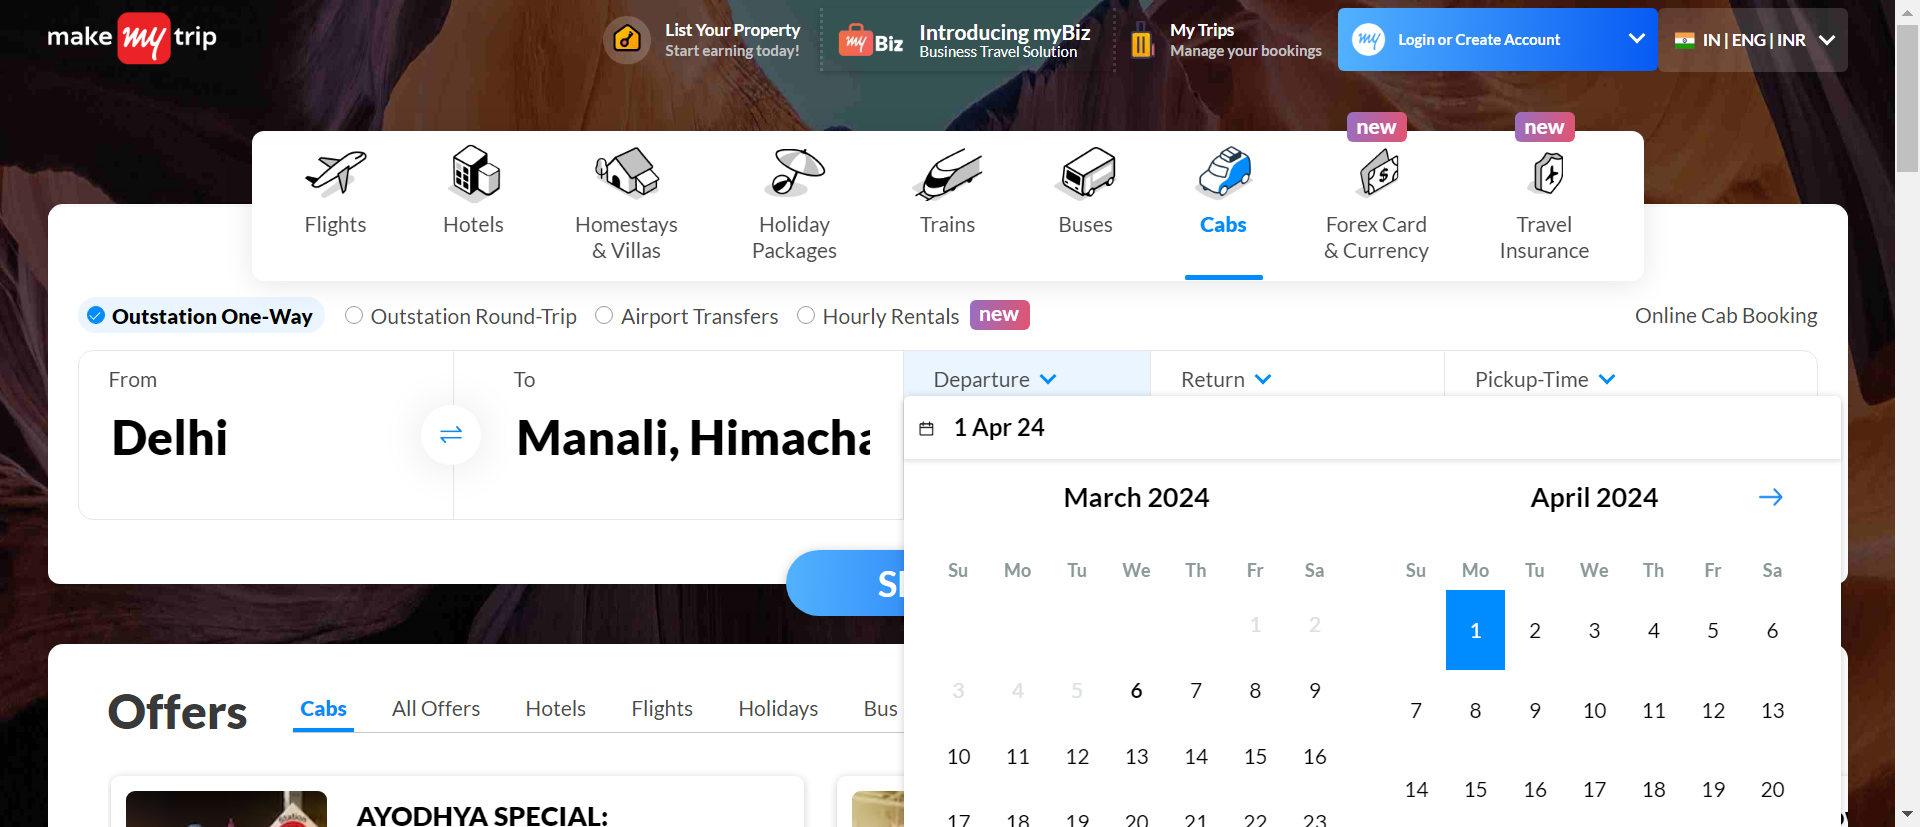 make my trip
List Your Property
Start earning today!
my Biz
Introducing myBiz
Business Travel Solution
My Trips
Manage your bookings
my Login or Create Account
IN | ENG | INR
new
new
Flights
Hotels
Homestays
& Villas
Holiday
Packages
Trains
Buses
Cabs
Forex Card
& Currency
Travel
Insurance
Outstation One-Way
Outstation Round-Trip
Airport Transfers
Hourly Rentals
new
Online Cab Booking
From
Delhi
To
Manali, Himacha
Departure
Return
Pickup-Time
1 Apr 24
March 2024
April 2024
Su Mo Tu We Th Fr Sa
Su Mo Tu We Th Fr Sa
1 2
1 2 3 4 5 6
3 4 5 6 7 8 9
7 8 9 10 11 12 13
10 11 12 13 14 15 16
14 15 16 17 18 19 20
17 18 19 20 21 22 23
Offers
Cabs
All Offers
Hotels
Flights
Holidays
Bus
AYODHYA SPECIAL:
Station